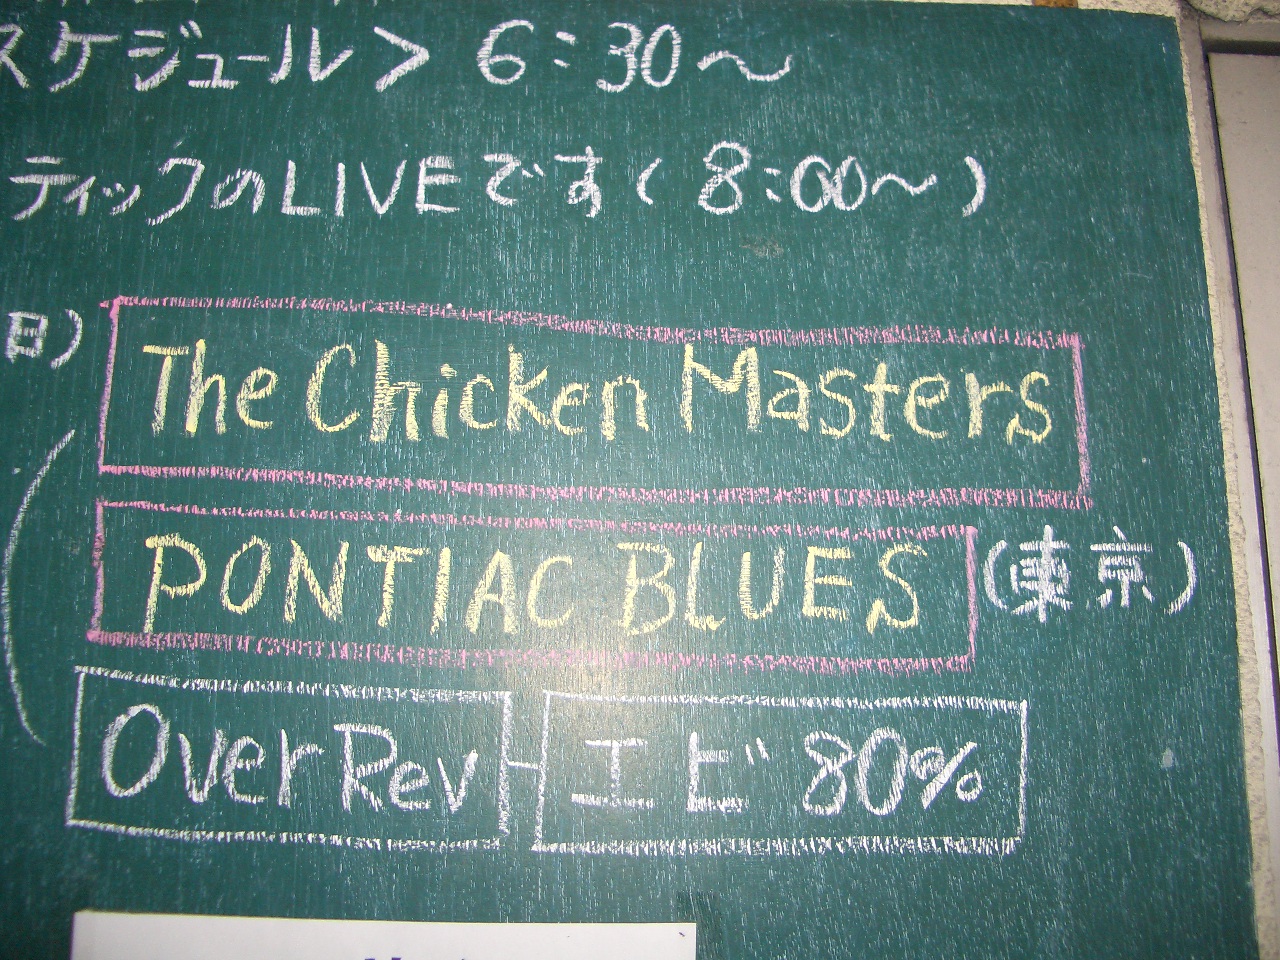 スケジュール> 6:30～
ティックのLIVEです( 8:00～)
日) The Chicken Masters
PONTIAC BLUES (東京)
Over Rev エビ 80%